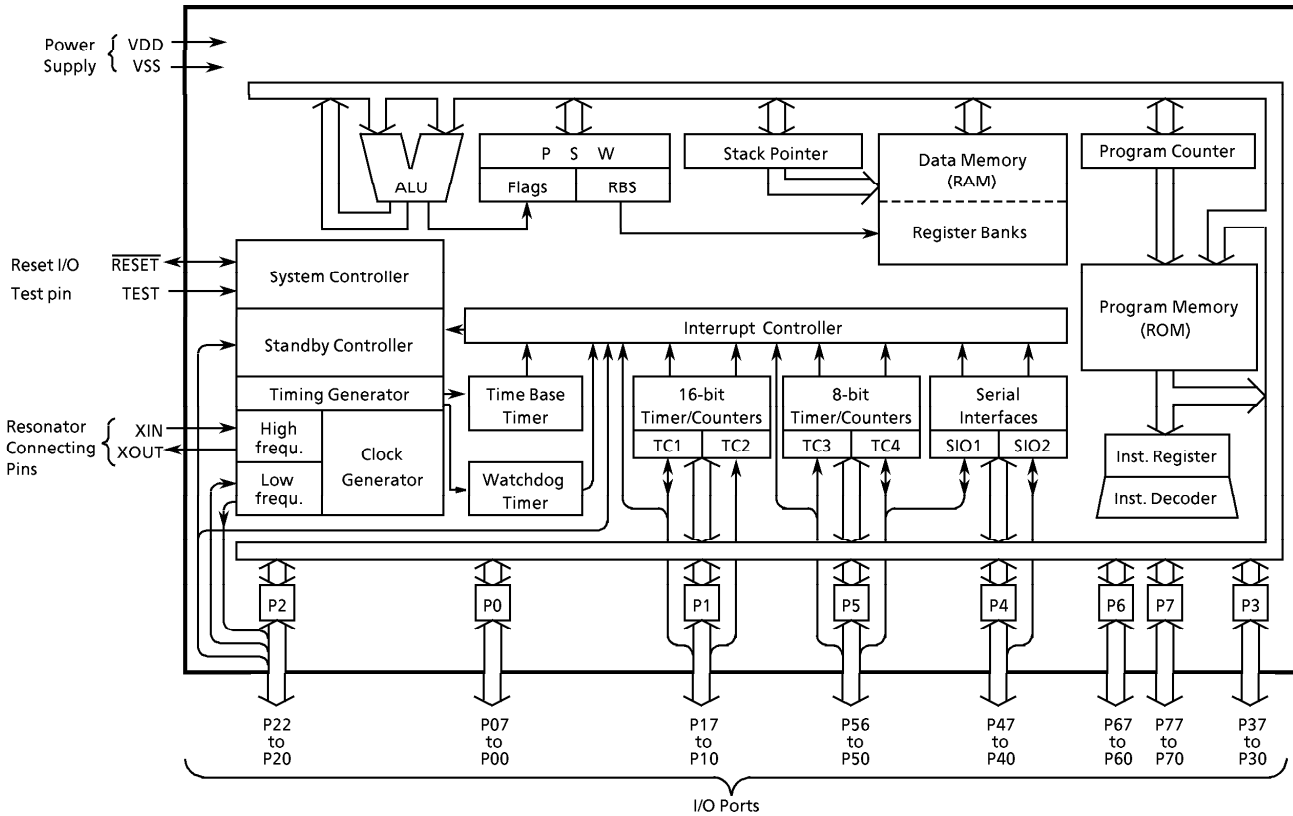 Power Supply
VDD
VSS
P S W
Flags
RBS
ALU
Stack Pointer
Data Memory
(RAM)
Register Banks
Program Counter
Reset I/O
RESET
Test pin
TEST
System Controller
Standby Controller
Timing Generator
High frequ.
Low frequ.
Clock Generator
Interrupt Controller
Time Base Timer
Watchdog Timer
16-bit
Timer/Counters
TC1
TC2
8-bit
Timer/Counters
TC3
TC4
Serial
Interfaces
SIO1
SIO2
Program Memory
(ROM)
Inst. Register
Inst. Decoder
Resonator
Connecting
Pins
XIN
XOUT
P2
P0
P1
P5
P4
P6
P7
P3
P22
to
P20
P07
to
P00
P17
to
P10
P56
to
P50
P47
to
P40
P67
to
P60
P77
to
P70
P37
to
P30
I/O Ports